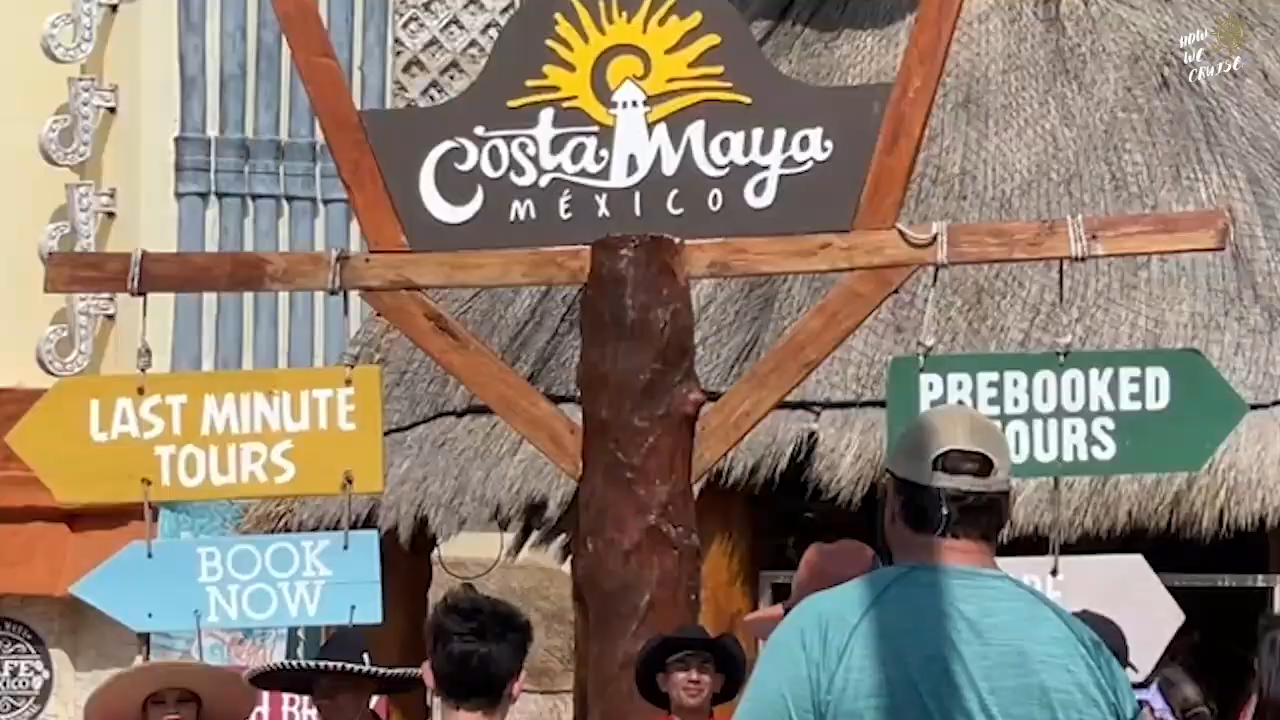 HOW
WE
CRUISE
Costa Maya
MÉXICO
LAST MINUTE
TOURS
PREBOOKED
TOURS
BOOK
NOW